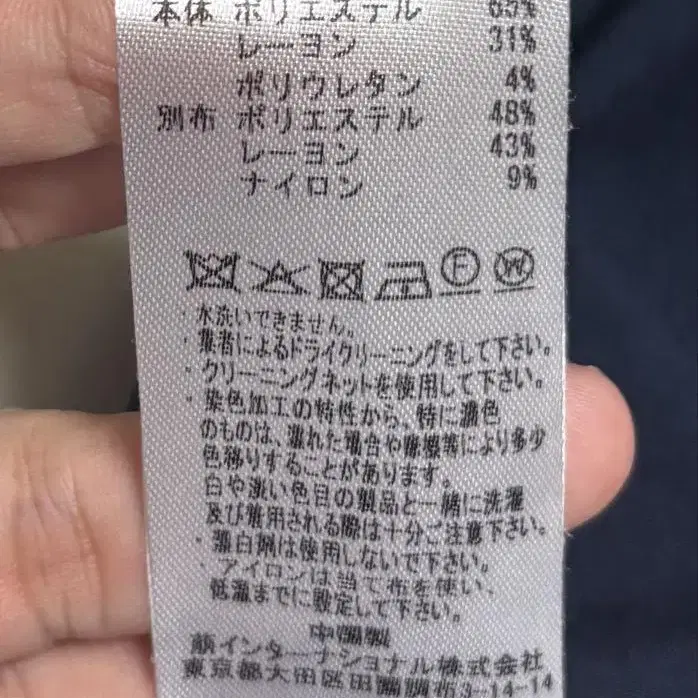 本体 ポリエステル 65%
レーヨン 31%
ポリウレタン 4%
別布 ポリエステル 48%
レーヨン 43%
ナイロン 9%
F W
・水洗いできません。
・業者によるドライクリーニングをして下さい。
・クリーニングネットを使用して下さい。
・染色加工の特性から、特に濃色
のものは、濡れた場合や摩擦等により多少
色移りすることがあります。
白や淡い色目の製品と一緒に洗濯
及び着用される際は十分ご注意下さい。
・漂白剤は使用しないで下さい。
・アイロンは当て布を使い、
低温までに設定して下さい。
中国製
筋インターナショナル株式会社
東京都大田区田園調布3-14-14